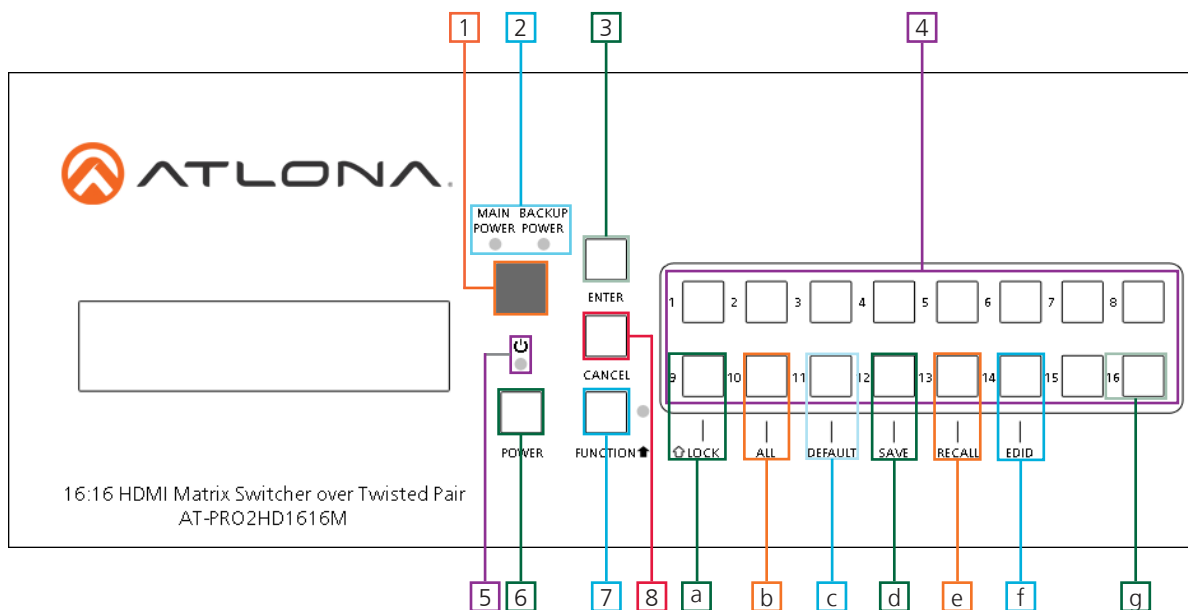 1 2 3 4
ATLONA.
MAIN BACKUP
POWER POWER
ENTER
1 2 3 4 5 6 7 8
CANCEL
9 10 11 12 13 14 15 16
POWER FUNCTION LOCK ALL DEFAULT SAVE RECALL EDID
16:16 HDMI Matrix Switcher over Twisted Pair
AT-PRO2HD1616M
5 6 7 8 a b c d e f g